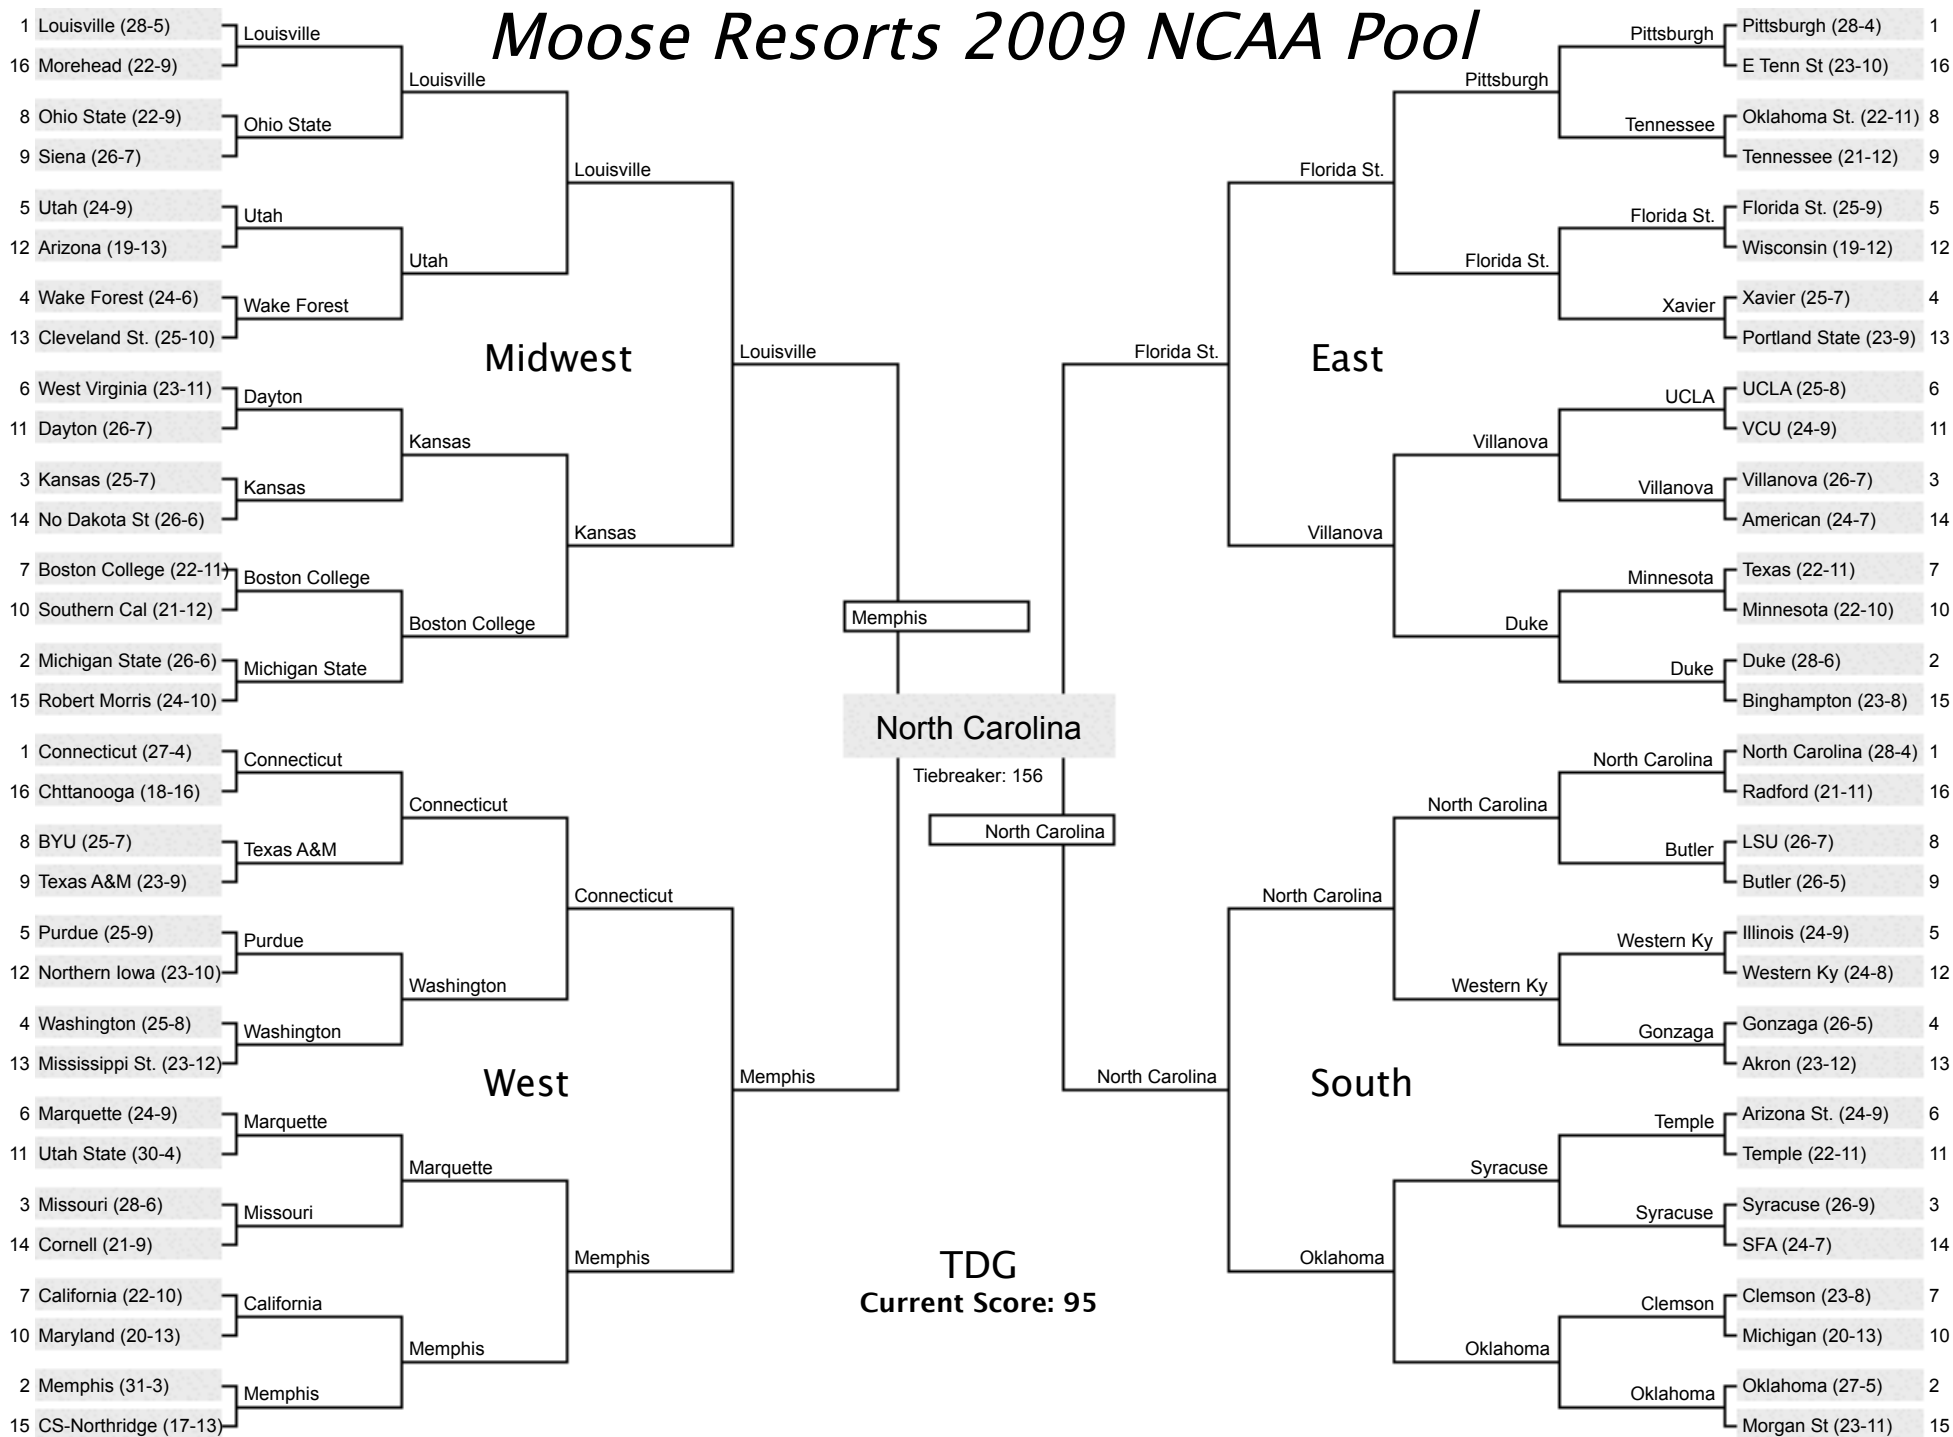 Moose Resorts 2009 NCAA Pool
1 Louisville (28-5)
16 Morehead (22-9)
8 Ohio State (22-9)
9 Siena (26-7)
5 Utah (24-9)
12 Arizona (19-13)
4 Wake Forest (24-6)
13 Cleveland St. (25-10)
6 West Virginia (23-11)
11 Dayton (26-7)
3 Kansas (25-7)
14 No Dakota St (26-6)
7 Boston College (22-11)
10 Southern Cal (21-12)
2 Michigan State (26-6)
15 Robert Morris (24-10)
Louisville
Ohio State
Utah
Wake Forest
Dayton
Kansas
Boston College
Michigan State
Louisville
Utah
Kansas
Boston College
Louisville
Kansas
Midwest
Louisville
1 Connecticut (27-4)
16 Chttanooga (18-16)
8 BYU (25-7)
9 Texas A&M (23-9)
5 Purdue (25-9)
12 Northern Iowa (23-10)
4 Washington (25-8)
13 Mississippi St. (23-12)
6 Marquette (24-9)
11 Utah State (30-4)
3 Missouri (28-6)
14 Cornell (21-9)
7 California (22-10)
10 Maryland (20-13)
2 Memphis (31-3)
15 CS-Northridge (17-13)
Connecticut
Texas A&M
Purdue
Washington
Marquette
Missouri
California
Memphis
Connecticut
Washington
Marquette
Memphis
Connecticut
Memphis
West
Memphis
Memphis
North Carolina
Tiebreaker: 156
North Carolina
TDG
Current Score: 95
Florida St.
East
Florida St.
Villanova
Pittsburgh
Florida St.
Villanova
Duke
Pittsburgh
Tennessee
Florida St.
Xavier
UCLA
Villanova
Minnesota
Duke
Pittsburgh (28-4) 1
E Tenn St (23-10) 16
Oklahoma St. (22-11) 8
Tennessee (21-12) 9
Florida St. (25-9) 5
Wisconsin (19-12) 12
Xavier (25-7) 4
Portland State (23-9) 13
UCLA (25-8) 6
VCU (24-9) 11
Villanova (26-7) 3
American (24-7) 14
Texas (22-11) 7
Minnesota (22-10) 10
Duke (28-6) 2
Binghampton (23-8) 15
North Carolina
South
North Carolina
Oklahoma
North Carolina
Western Ky
Syracuse
Oklahoma
North Carolina
Butler
Western Ky
Gonzaga
Temple
Syracuse
Clemson
Oklahoma
North Carolina (28-4) 1
Radford (21-11) 16
LSU (26-7) 8
Butler (26-5) 9
Illinois (24-9) 5
Western Ky (24-8) 12
Gonzaga (26-5) 4
Akron (23-12) 13
Arizona St. (24-9) 6
Temple (22-11) 11
Syracuse (26-9) 3
SFA (24-7) 14
Clemson (23-8) 7
Michigan (20-13) 10
Oklahoma (27-5) 2
Morgan St (23-11) 15